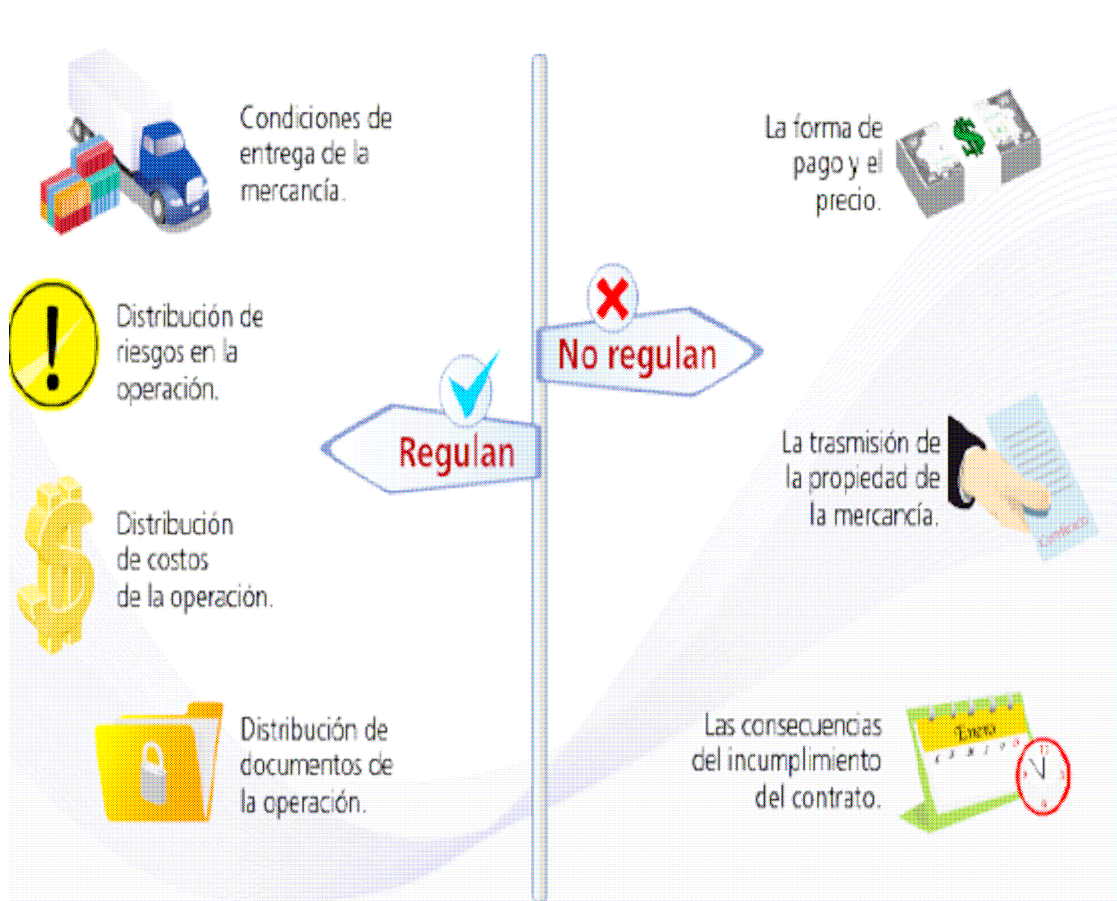 Condiciones de
entrega de la
mercancía.
Distribución de
riesgos en la
operación.
Regulan
Distribución
de costos
de la operación.
Distribución de
documentos de
la operación.
La forma de
pago y el
precio.
$
No regulan
La trasmisión de
la propiedad de
la mercancía.
Las consecuencias
del incumplimiento
del contrato.
Enero